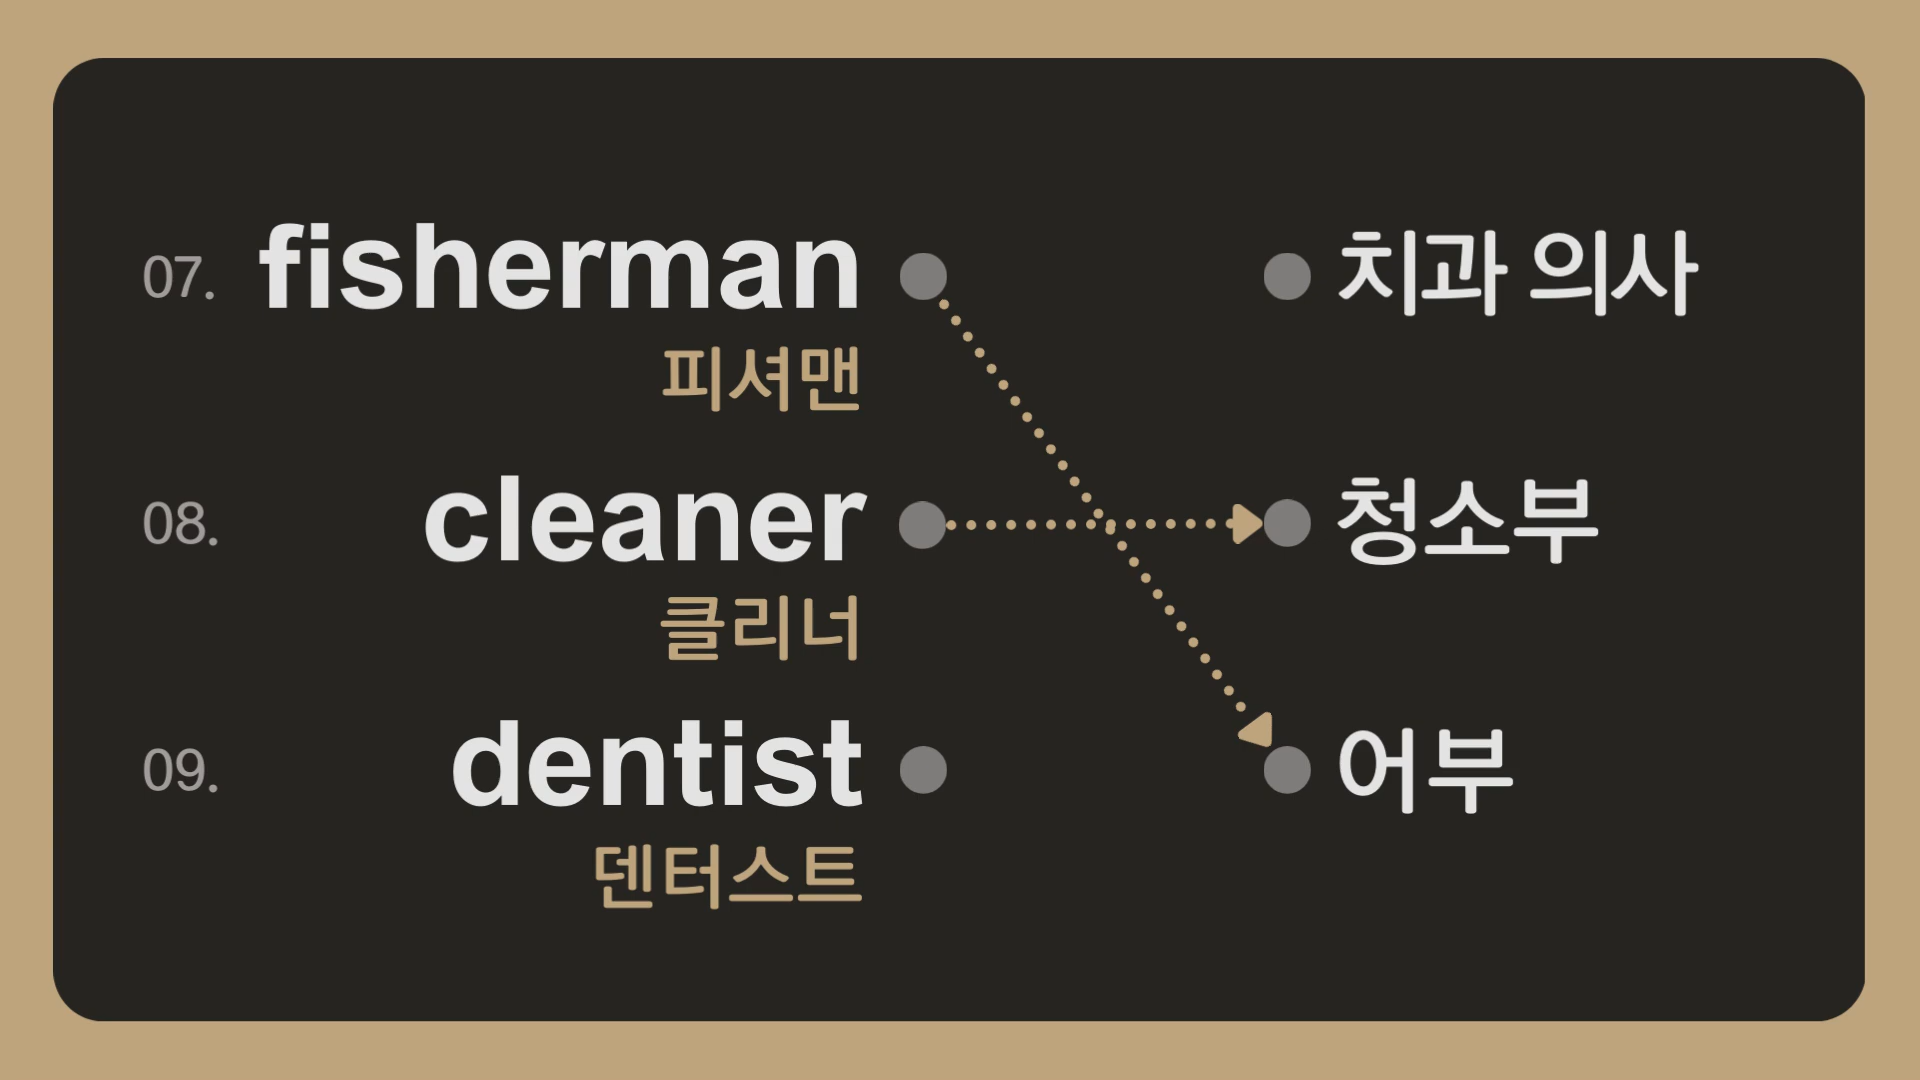 07. fisherman 치과 의사
피셔맨
08. cleaner 청소부
클리너
09. dentist 어부
덴터스트